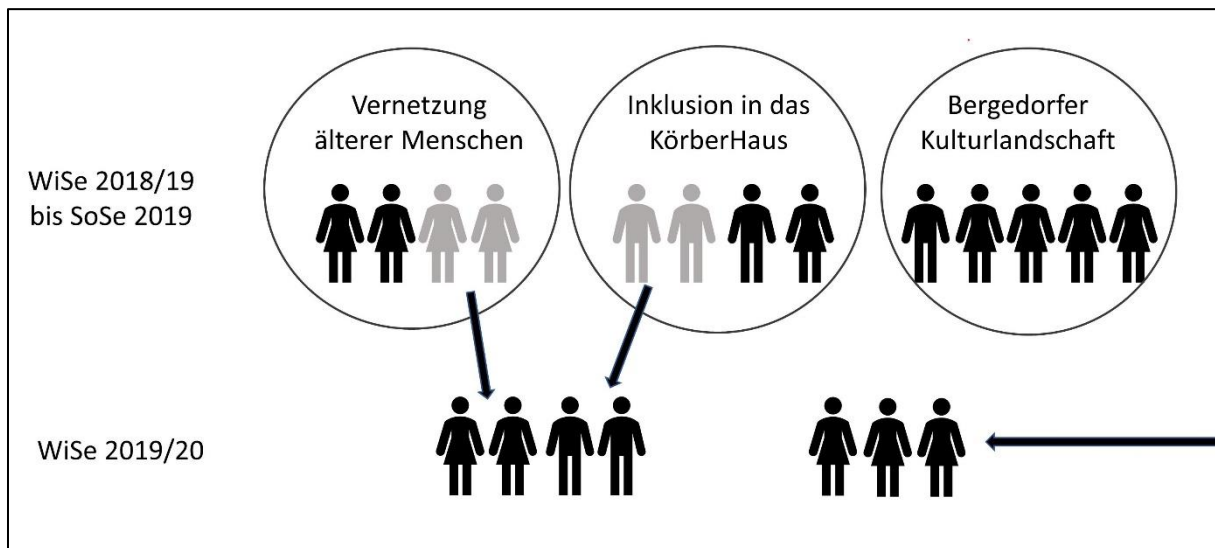 Vernetzung
älterer Menschen
Inklusion in das
KörberHaus
Bergedorfer
Kulturlandschaft
WiSe 2018/19
bis SoSe 2019
WiSe 2019/20